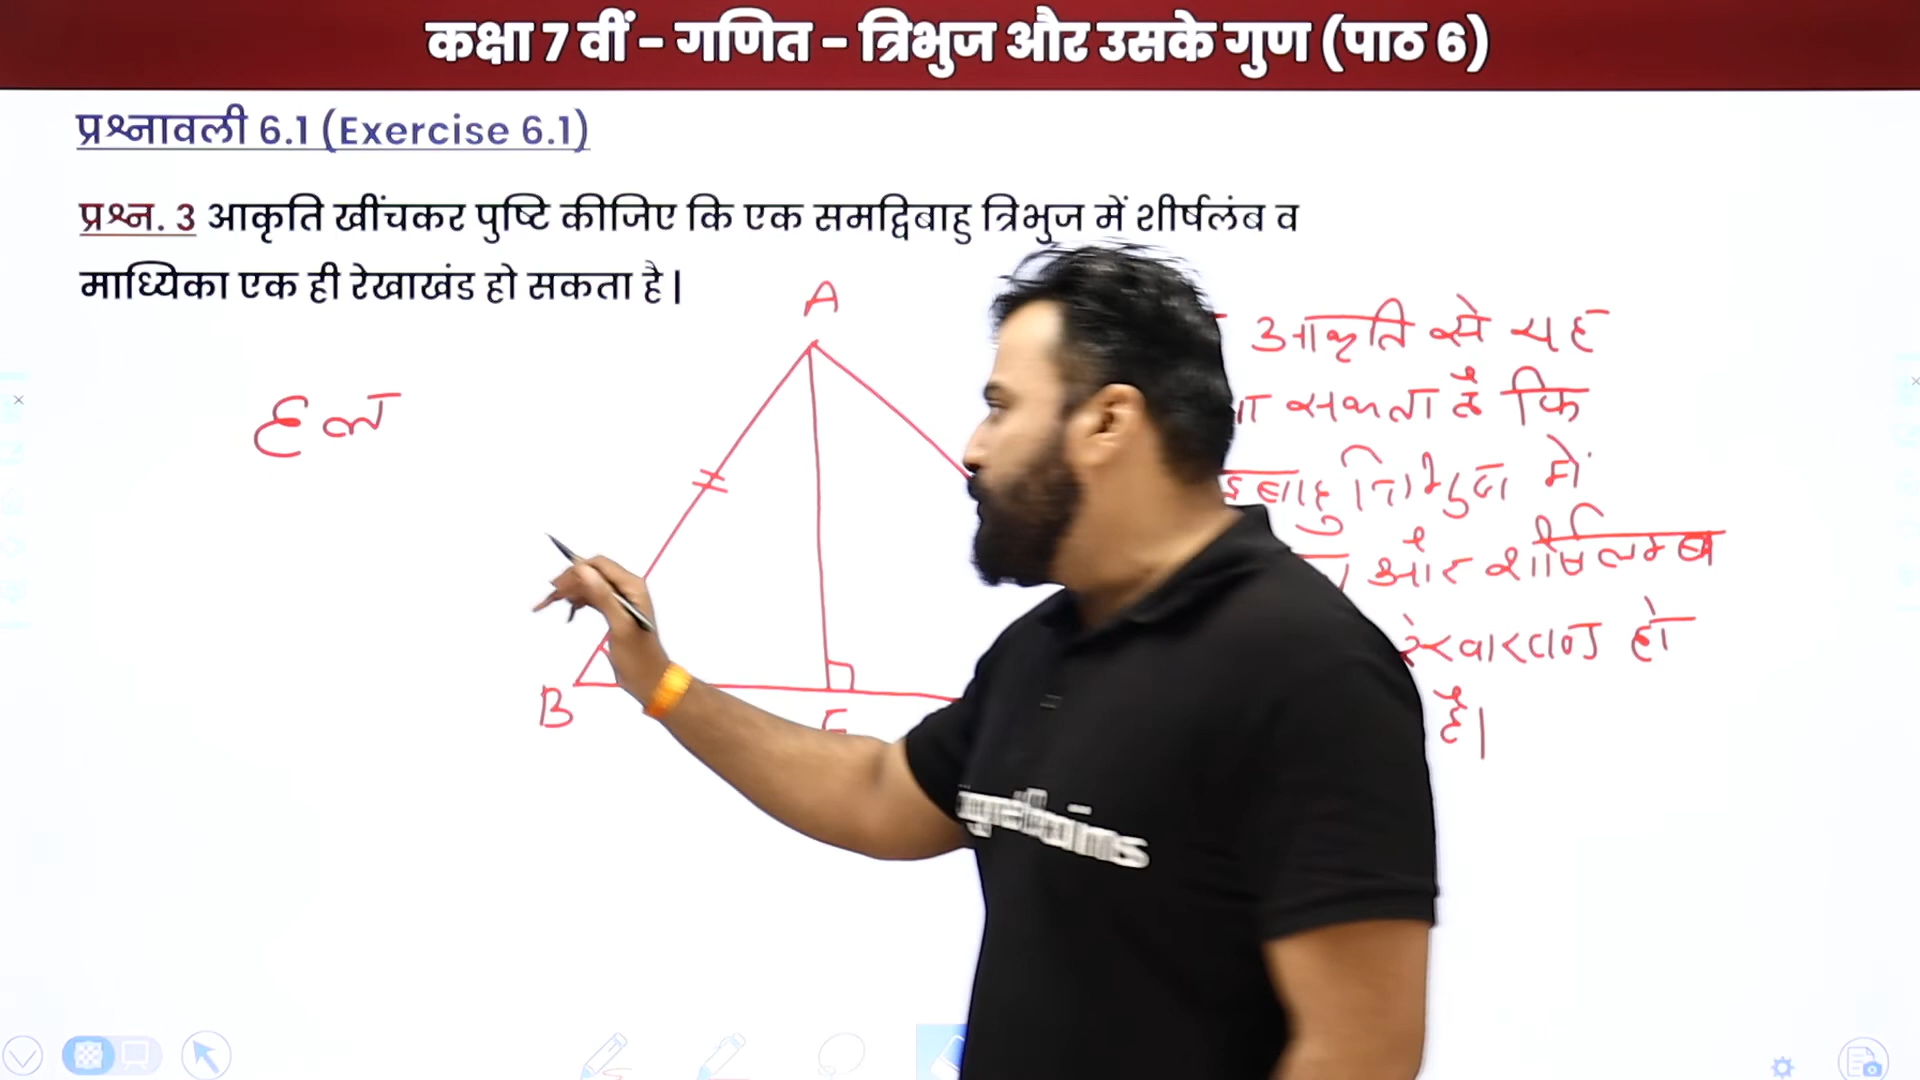 कक्षा 7 वीं - गणित - त्रिभुज और उसके गुण (पाठ 6)
प्रश्नावली 6.1 (Exercise 6.1)
प्रश्न. 3 आकृति खींचकर पुष्टि कीजिए कि एक समद्विबाहु त्रिभुज में शीर्षलंब व
माध्यिका एक ही रेखाखंड हो सकता है |
हल
A
B
आकृति से यह
सकता है कि
त्रिभुज में
और शीर्षलम्ब
रेखाखण्ड हो
है।